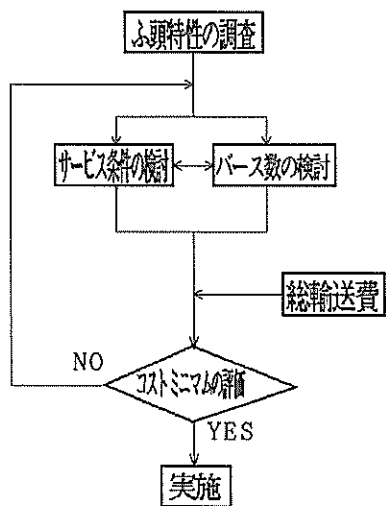 ふ頭特性の調査
サービス条件の検討
バース数の検討
総輸送費
コストミニマムの評価
NO
YES
実施